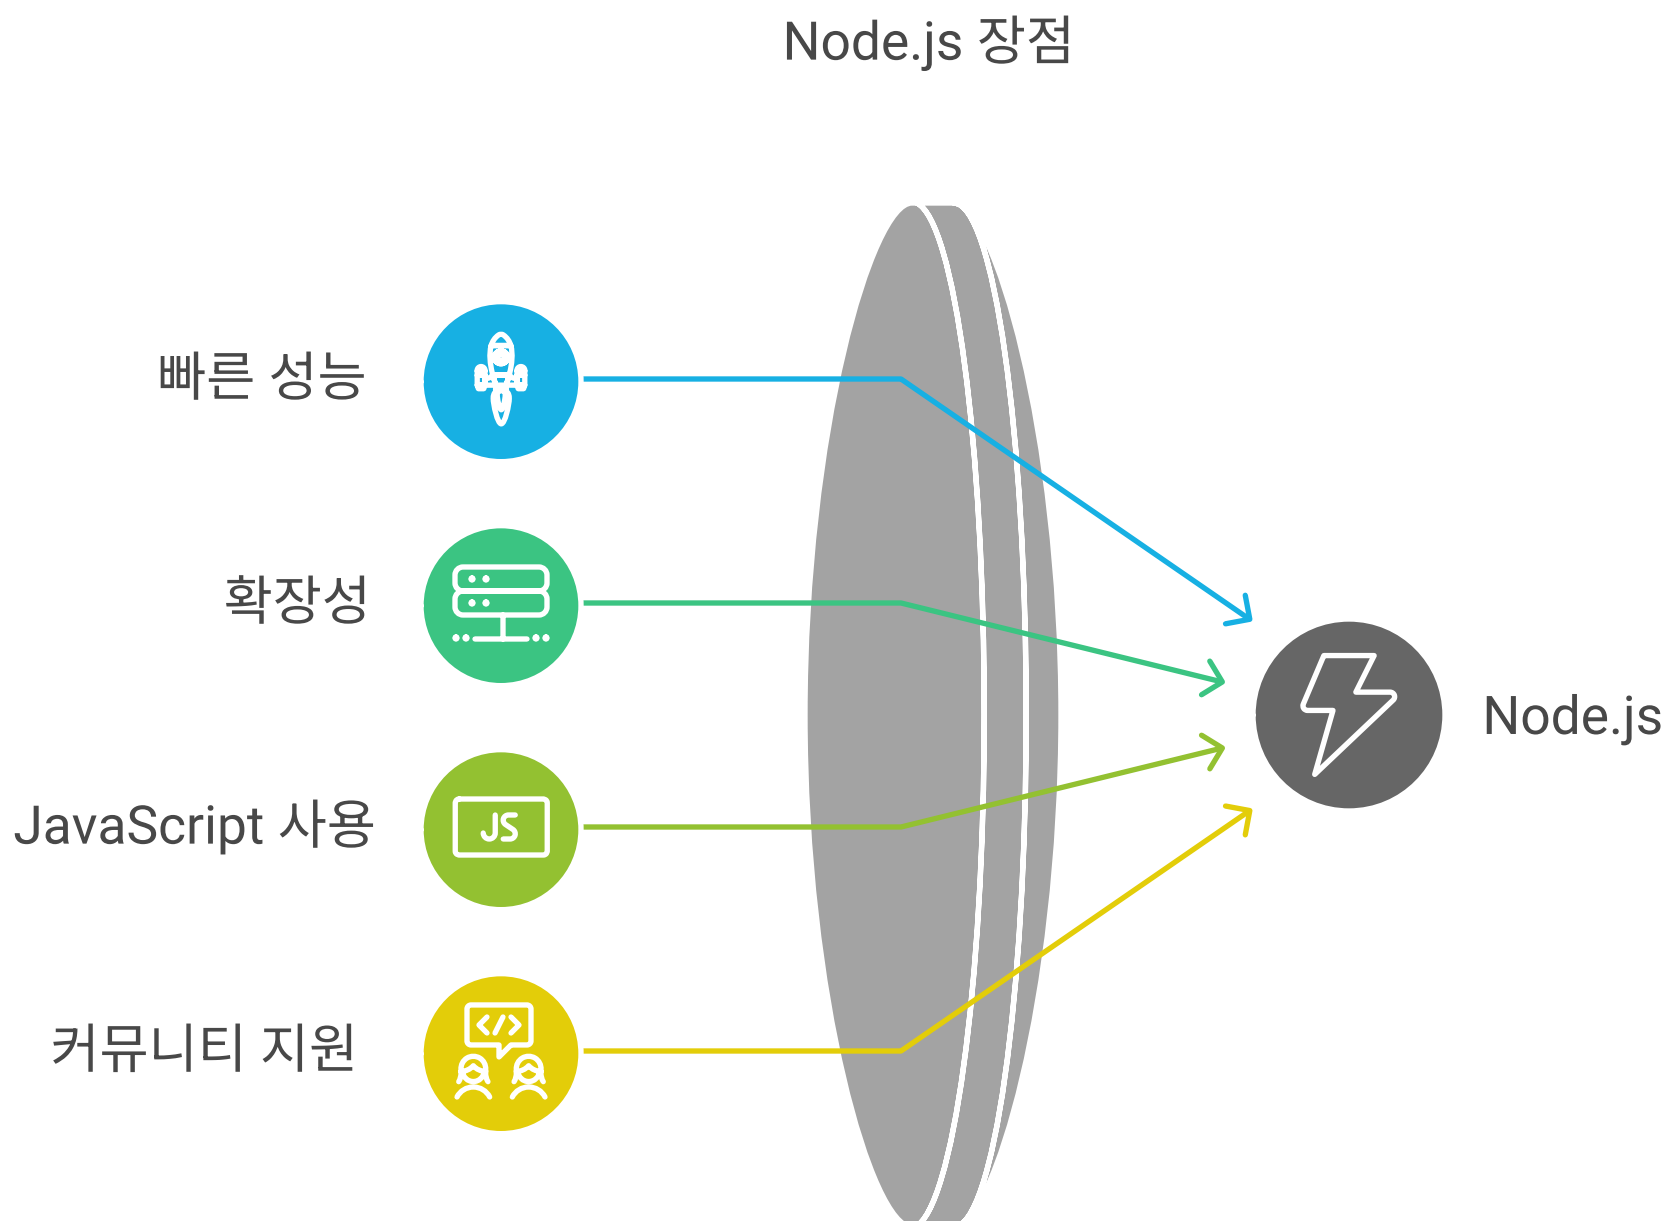 Node.js 장점
빠른 성능
확장성
JavaScript 사용
JS
커뮤니티 지원
</>
Node.js